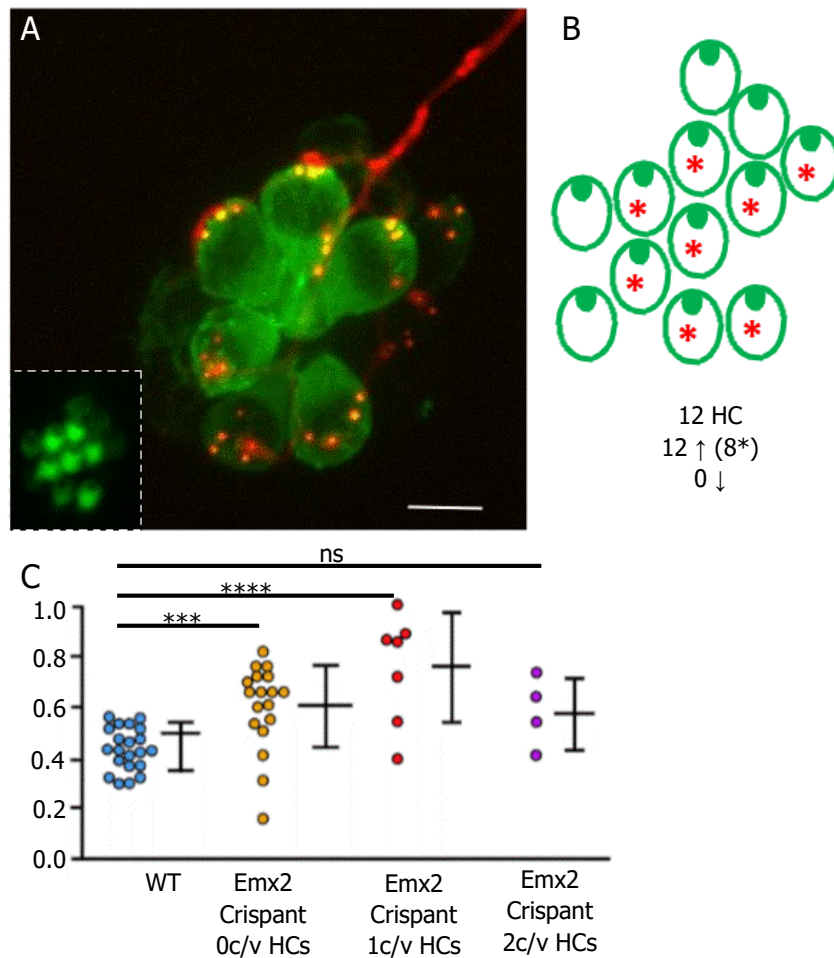 A
B
12 HC
12 ↑ (8*)
0 ↓
C
ns
****
***
1.0
0.8
0.6
0.4
0.2
0.0
WT
Emx2
Crispant
0c/v HCs
Emx2
Crispant
1c/v HCs
Emx2
Crispant
2c/v HCs